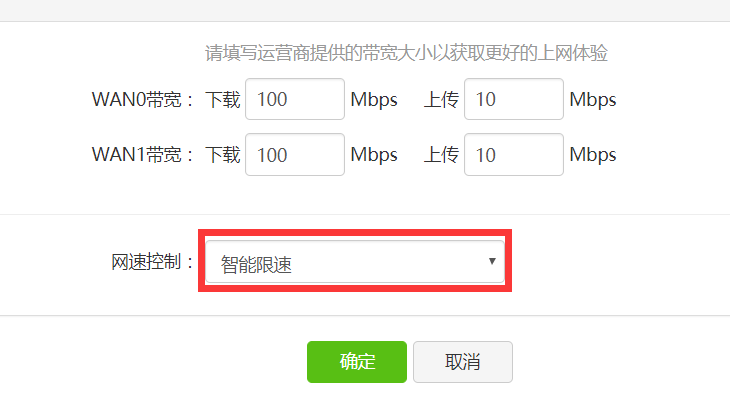 请填写运营商提供的带宽大小以获取更好的上网体验
WAN0带宽： 下载 100 Mbps 上传 10 Mbps
WAN1带宽： 下载 100 Mbps 上传 10 Mbps
网速控制： 智能限速
确定 取消